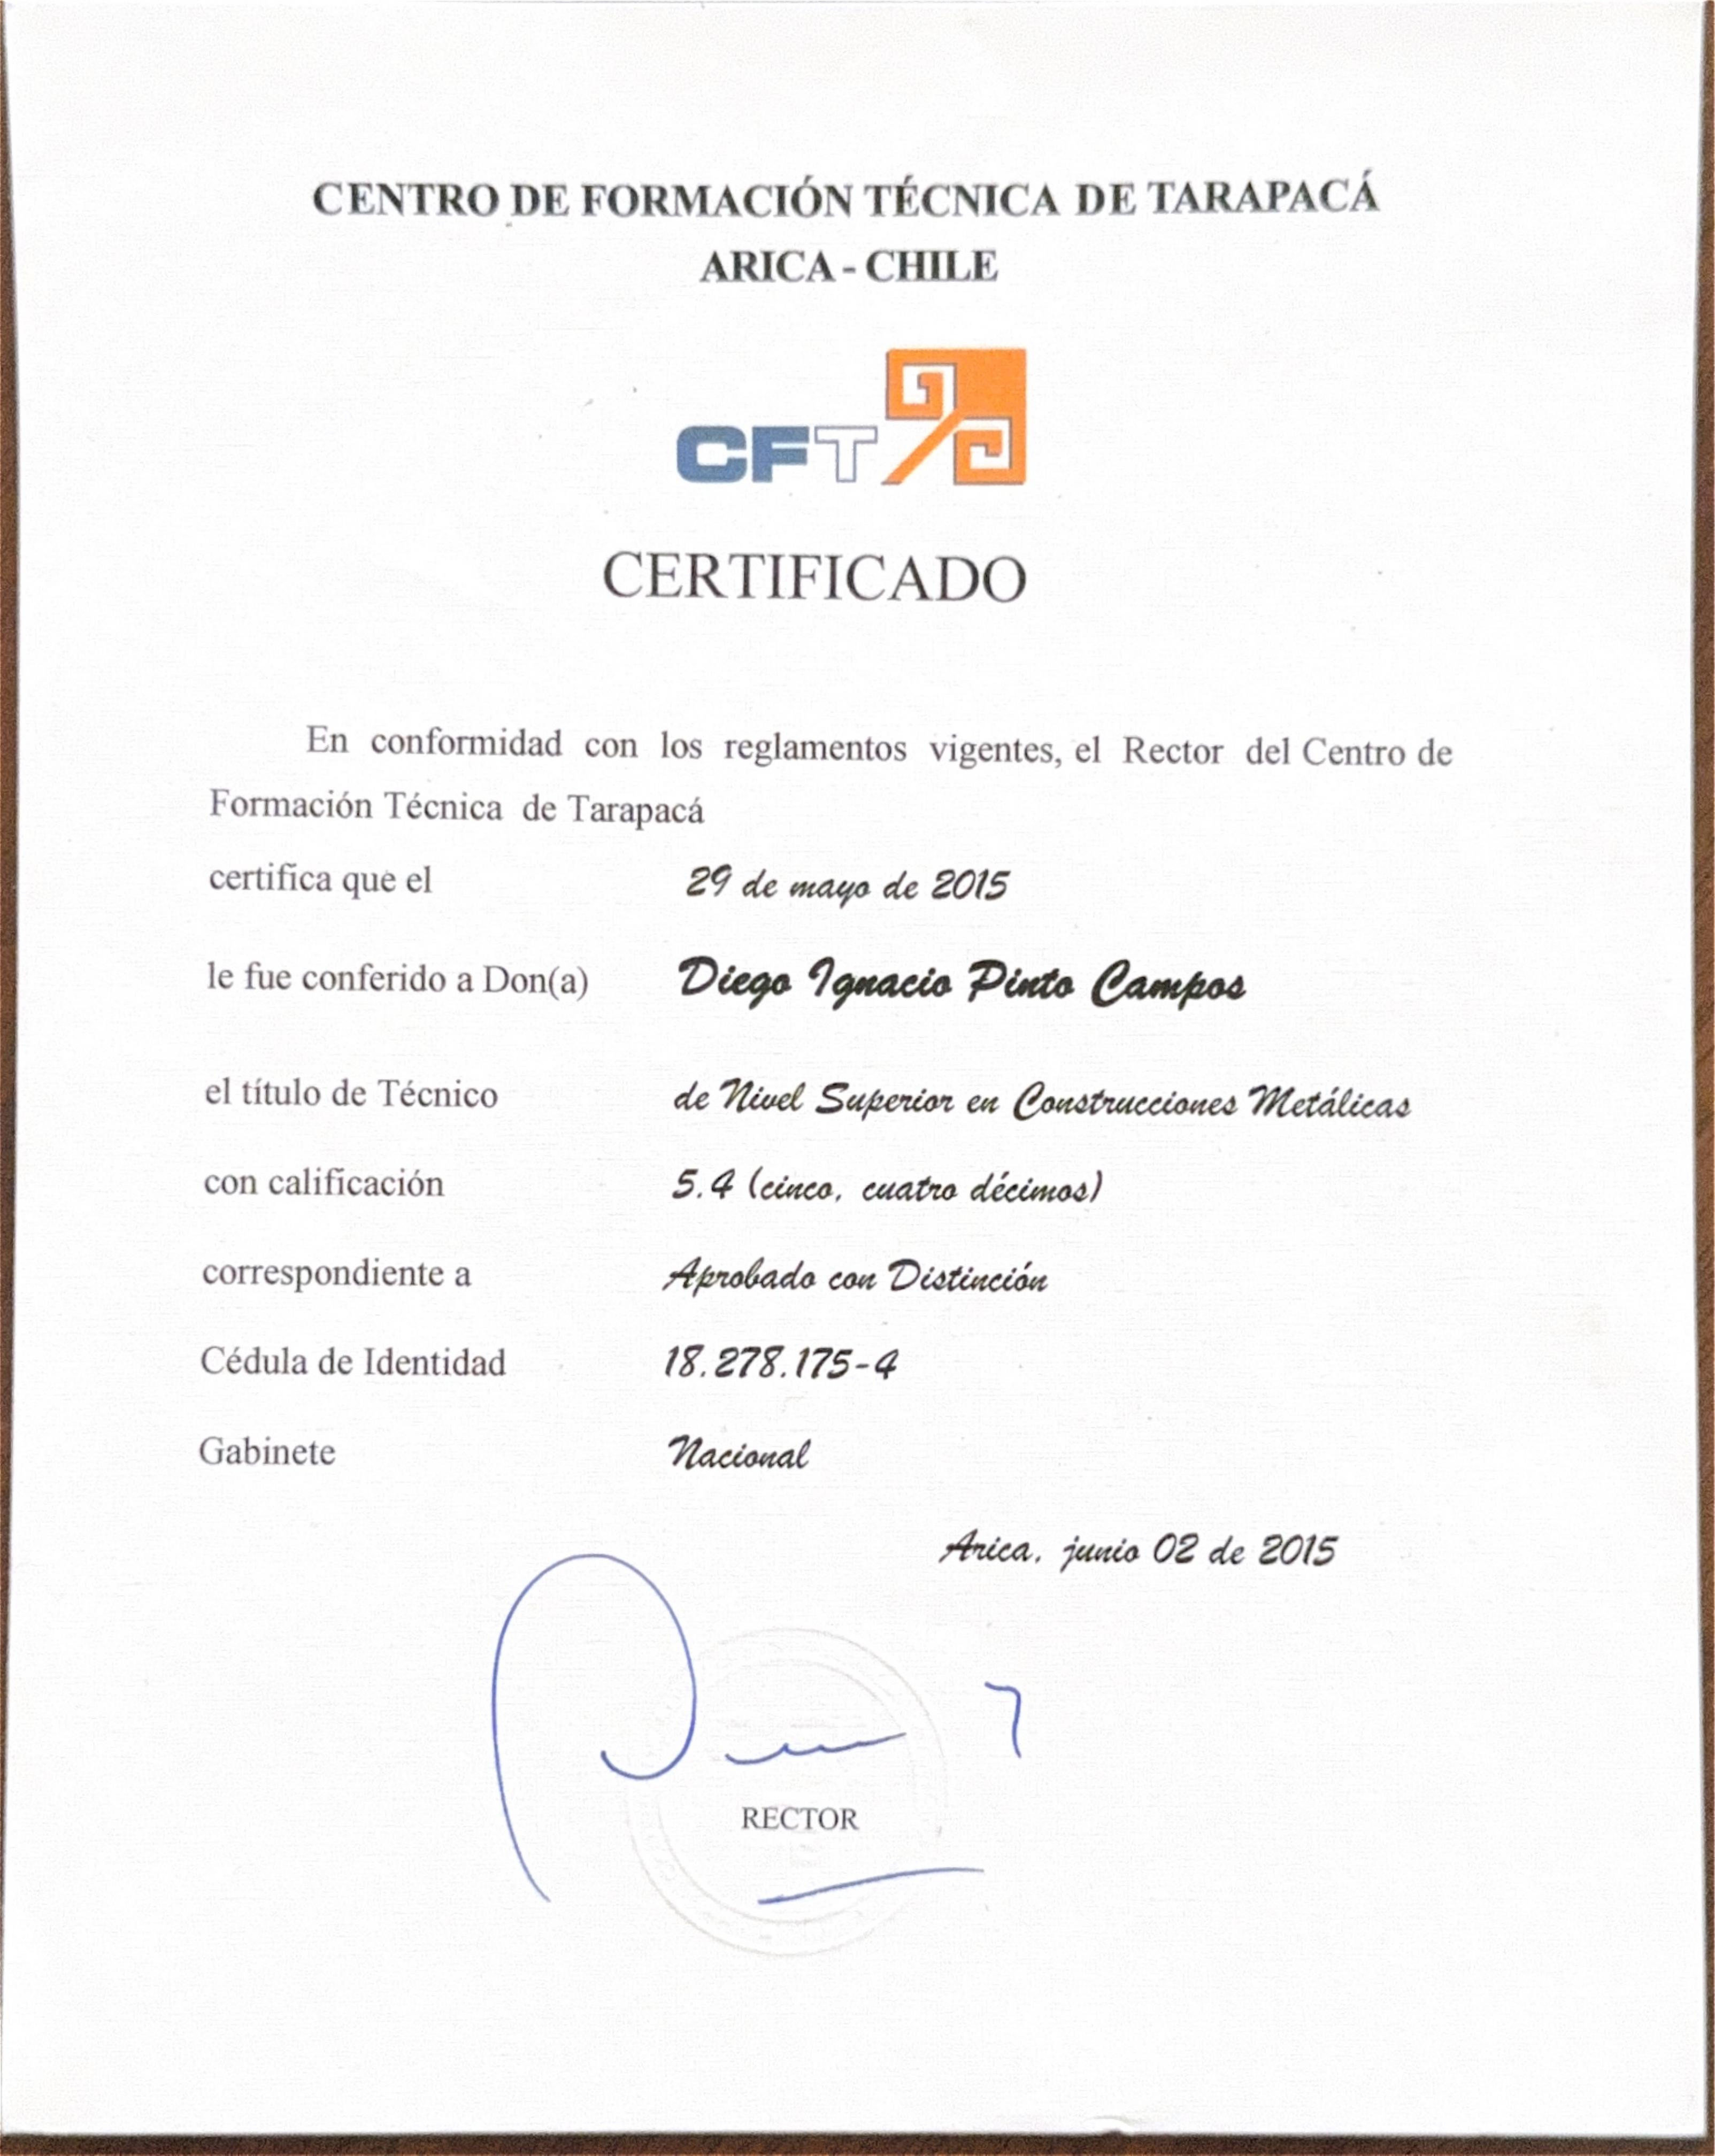 CENTRO DE FORMACIÓN TÉCNICA DE TARAPACÁ
ARICA - CHILE
CFT
CERTIFICADO
En conformidad con los reglamentos vigentes, el Rector del Centro de
Formación Técnica de Tarapacá
certifica que el 29 de mayo de 2015
le fue conferido a Don(a) Diego Ignacio Pinto Campos
el título de Técnico de Nivel Superior en Construcciones Metálicas
con calificación 5.4 (cinco, cuatro décimos)
correspondiente a Aprobado con Distinción
Cédula de Identidad 18.278.175-4
Gabinete Nacional
Arica, junio 02 de 2015
RECTOR